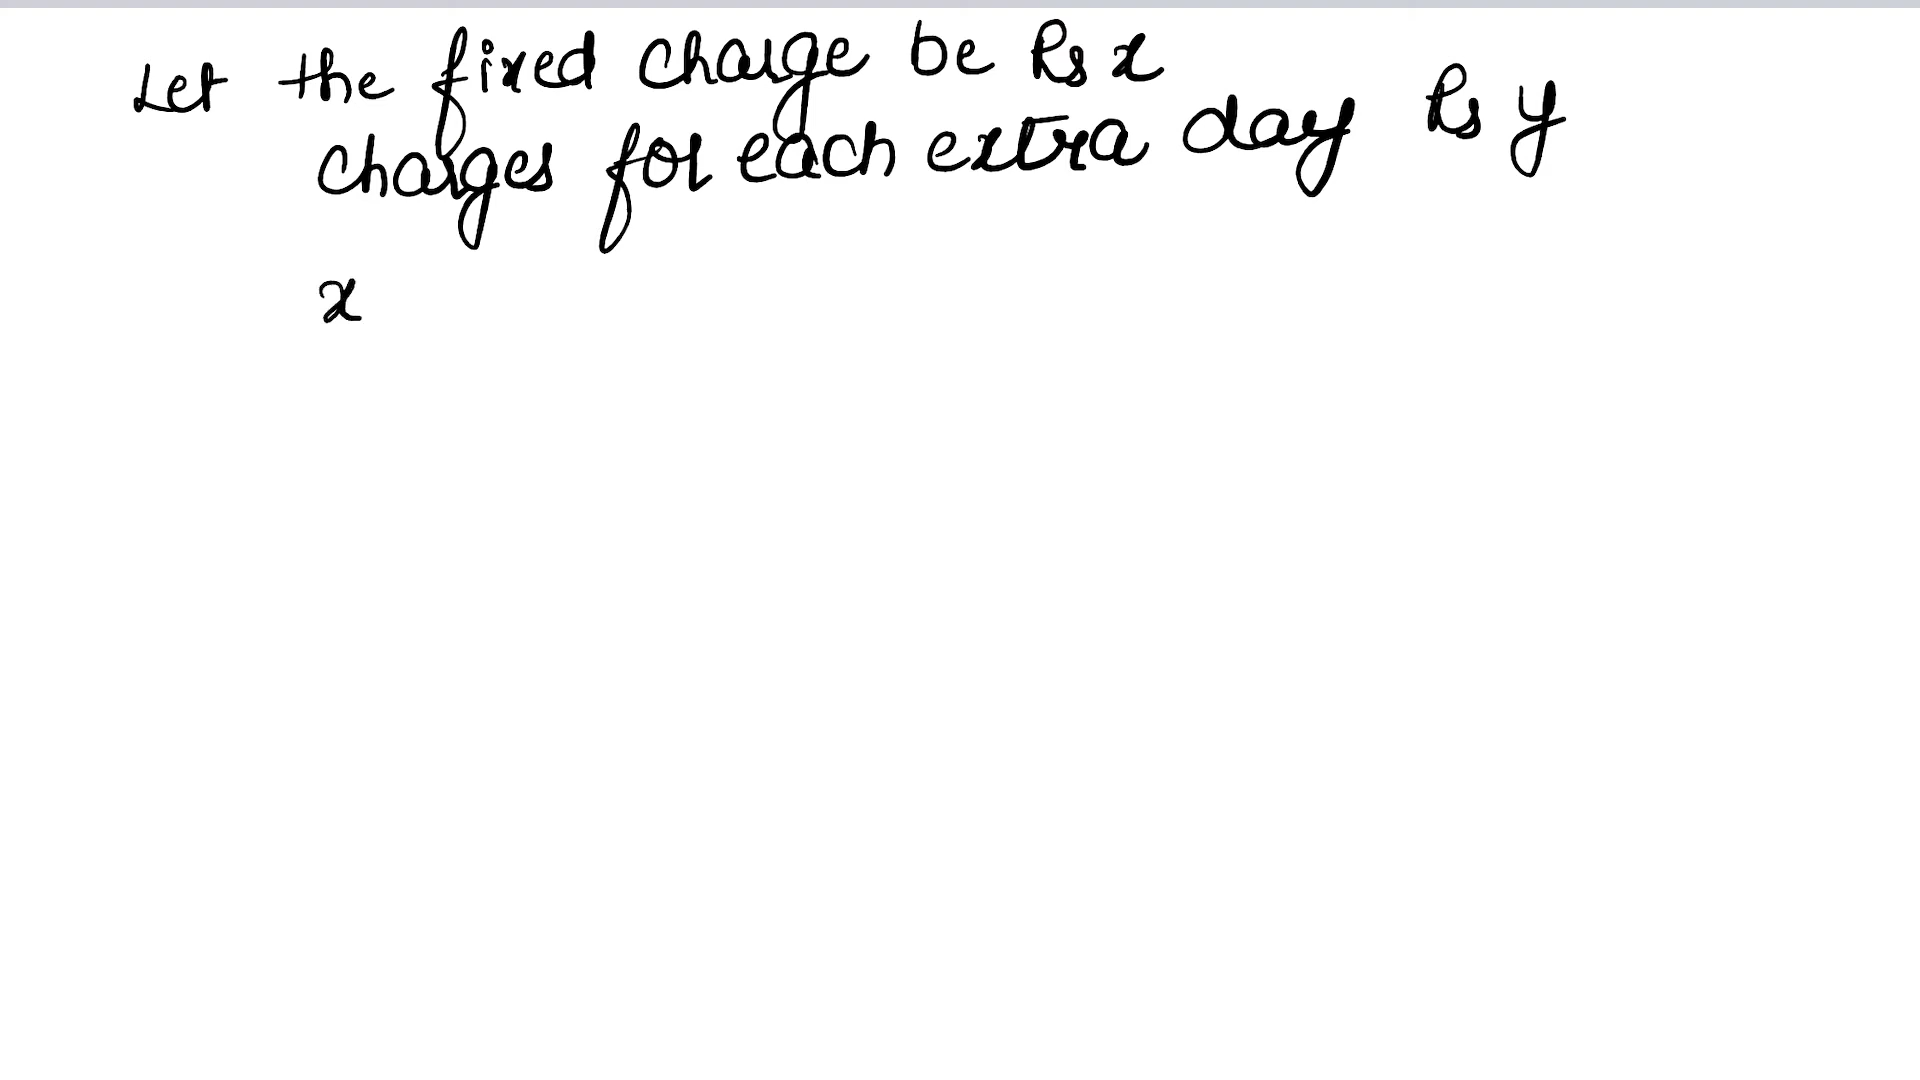 Let the fixed charge be Rs x
charges for each extra day Rs y
x